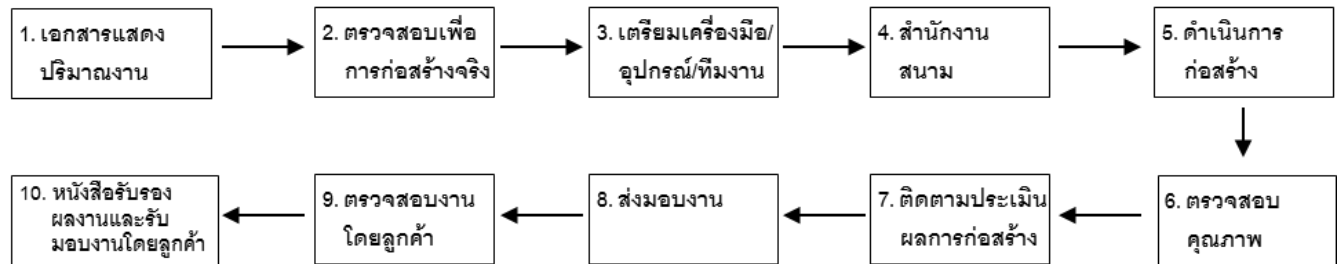 1. เอกสารแสดง
ปริมาณงาน
2. ตรวจสอบเพื่อ
การก่อสร้างจริง
3. เตรียมเครื่องมือ/
อุปกรณ์/ทีมงาน
4. สำนักงาน
สนาม
5. ดำเนินการ
ก่อสร้าง
6. ตรวจสอบ
คุณภาพ
7. ติดตามประเมิน
ผลการก่อสร้าง
8. ส่งมอบงาน
9. ตรวจสอบงาน
โดยลูกค้า
10. หนังสือรับรอง
ผลงานและรับ
มอบงานโดยลูกค้า